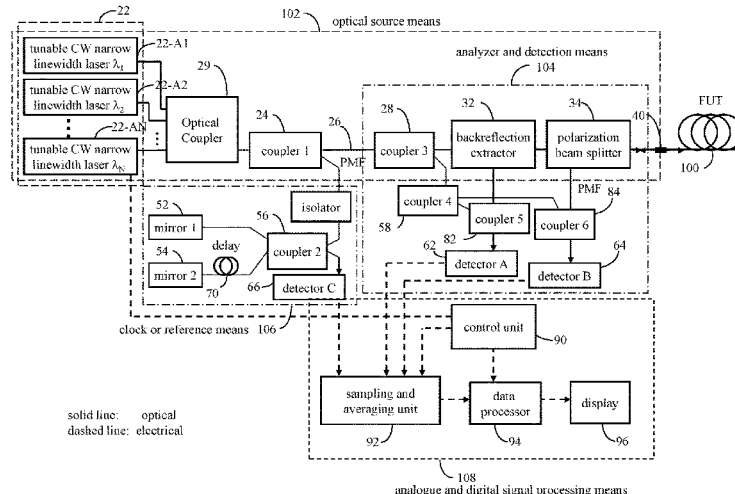 22
102
optical source means
tunable CW narrow
linewidth laser λ1
22-A1
29
analyzer and detection means
104
tunable CW narrow
linewidth laser λ2
22-A2
22-AN
tunable CW narrow
linewidth laser λN
Optical
Coupler
24
coupler 1
26
PMF
28
coupler 3
32
backreflection
extractor
34
polarization
beam splitter
40
FUT
100
isolator
coupler 4
58
coupler 5
82
PMF
84
coupler 6
52
mirror 1
54
mirror 2
delay
70
56
coupler 2
66
detector C
62
detector A
64
detector B
clock or reference means
106
control unit
90
sampling and
averaging unit
92
data
processor
94
display
96
solid line: optical
dashed line: electrical
108
analogue and digital signal processing means